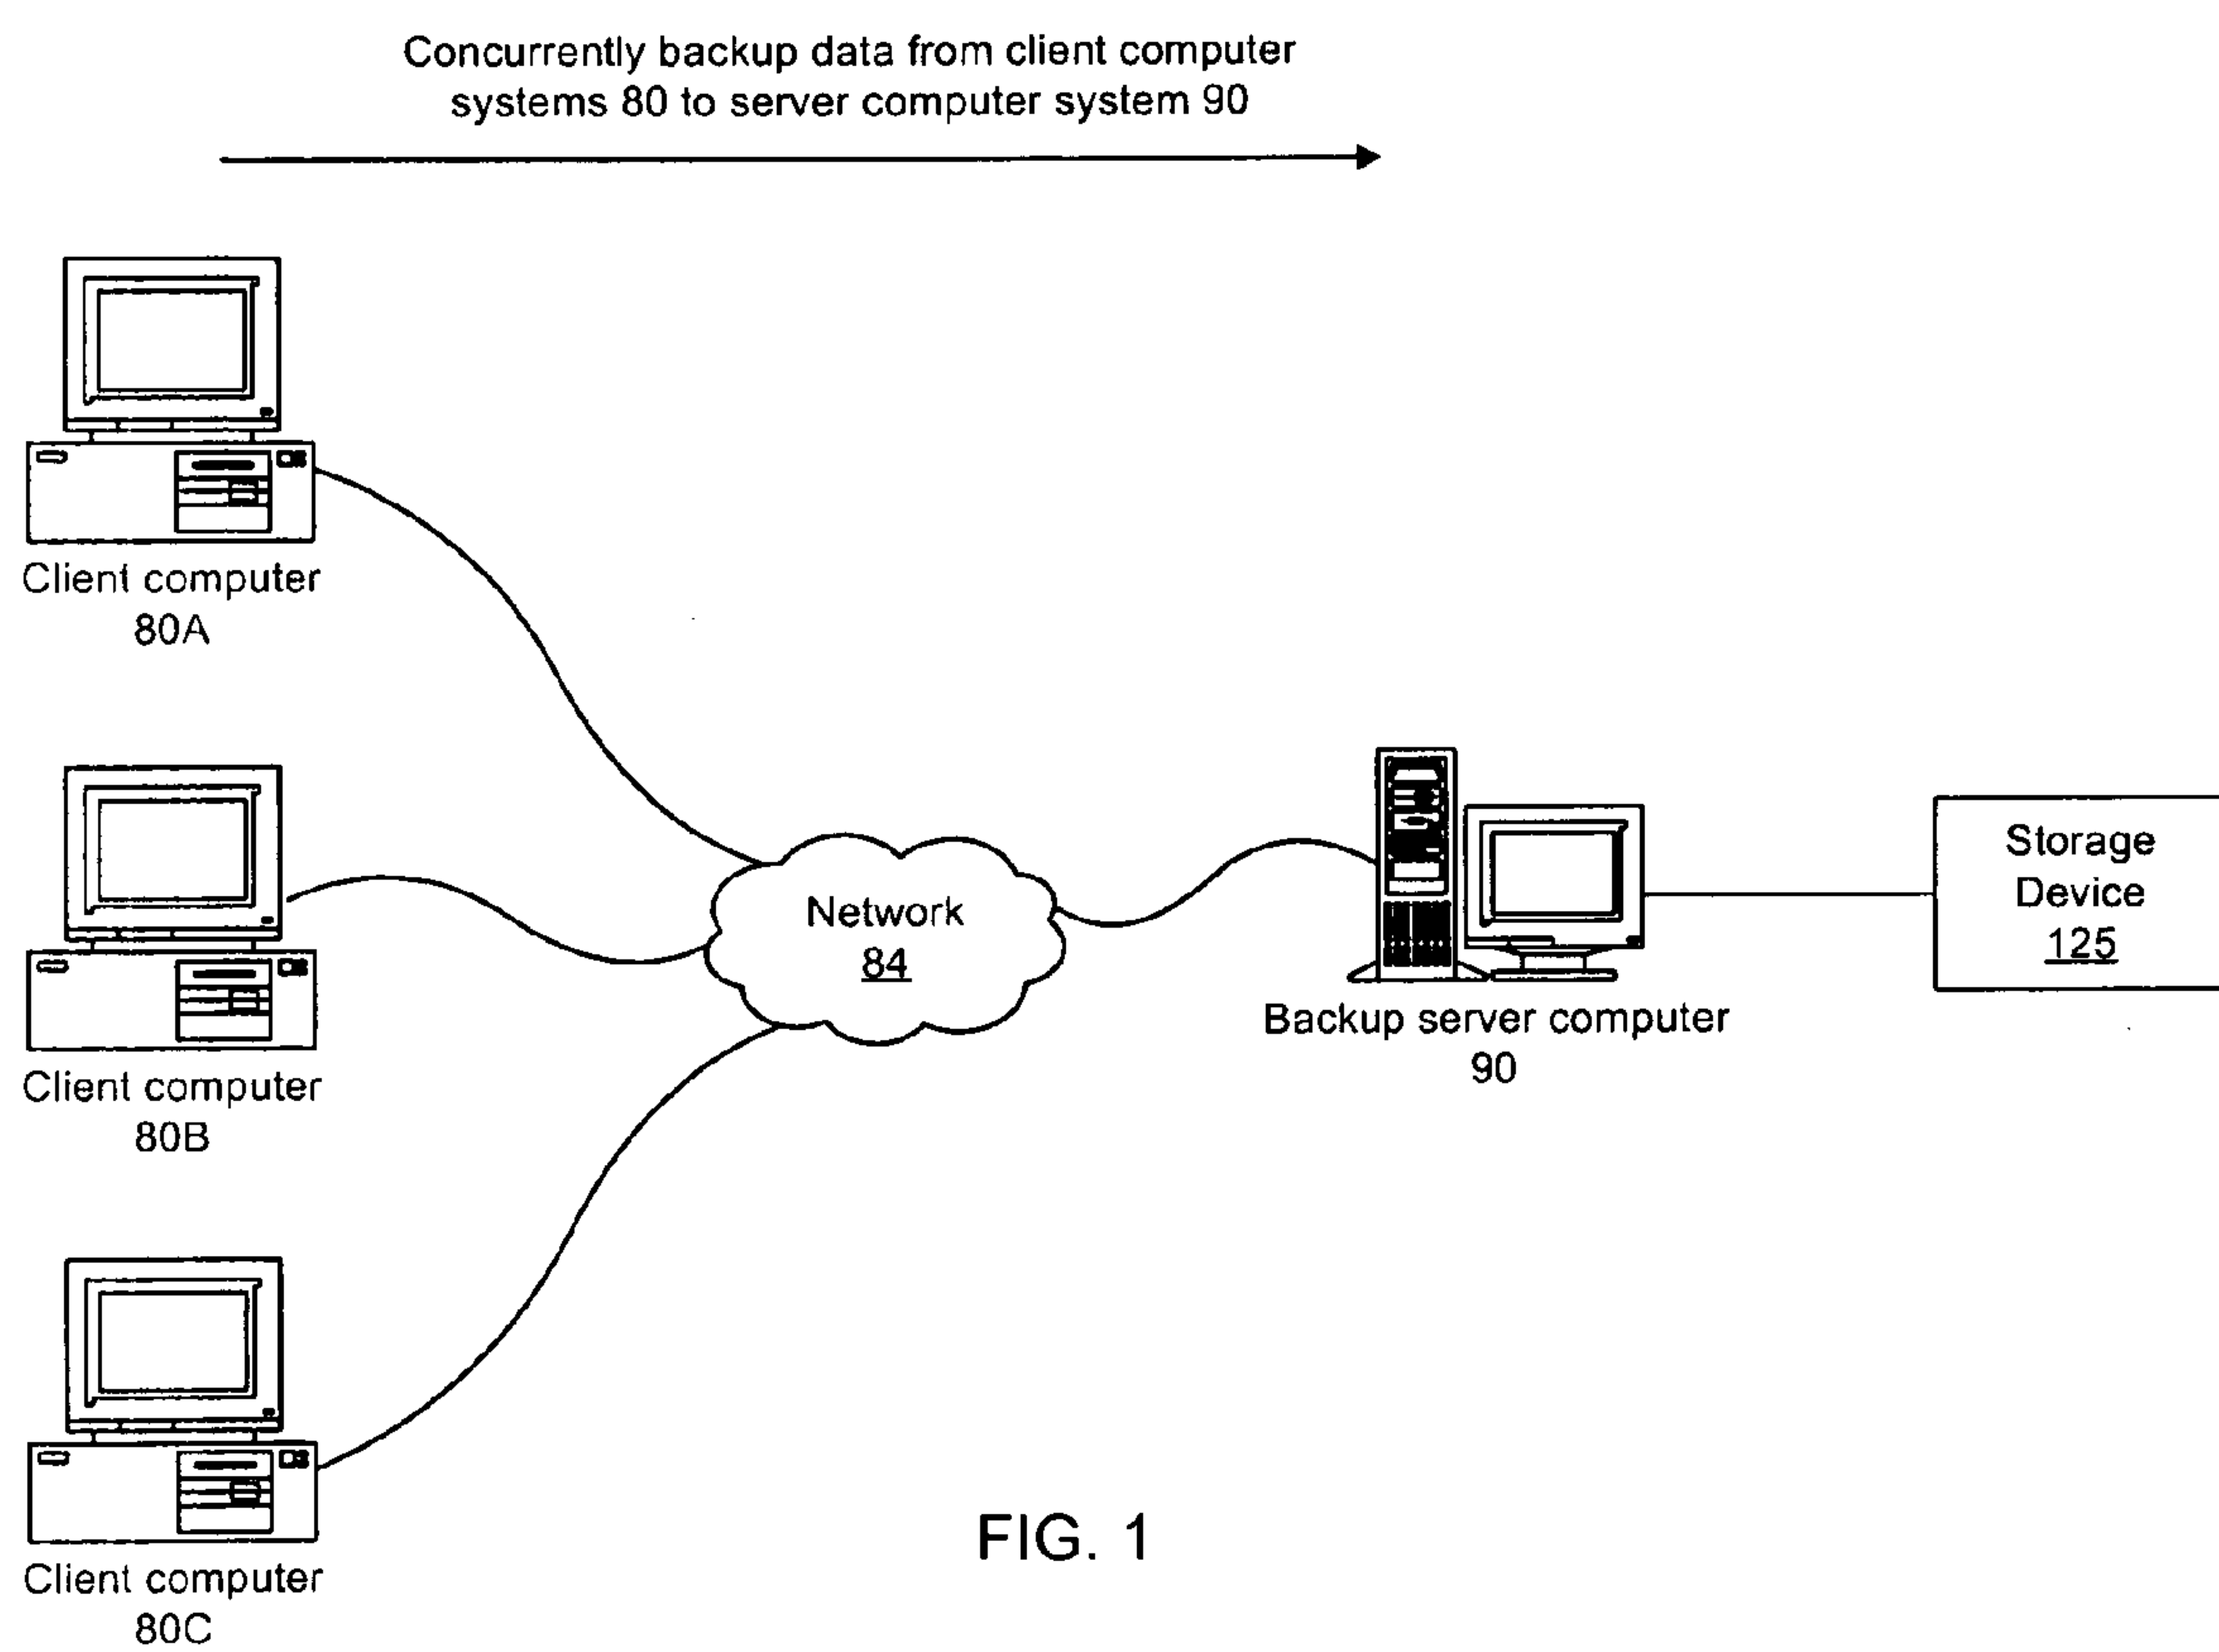 Concurrently backup data from client computer
systems 80 to server computer system 90
Client computer
80A
Client computer
80B
Client computer
80C
Network
84
Backup server computer
90
Storage
Device
125
FIG. 1